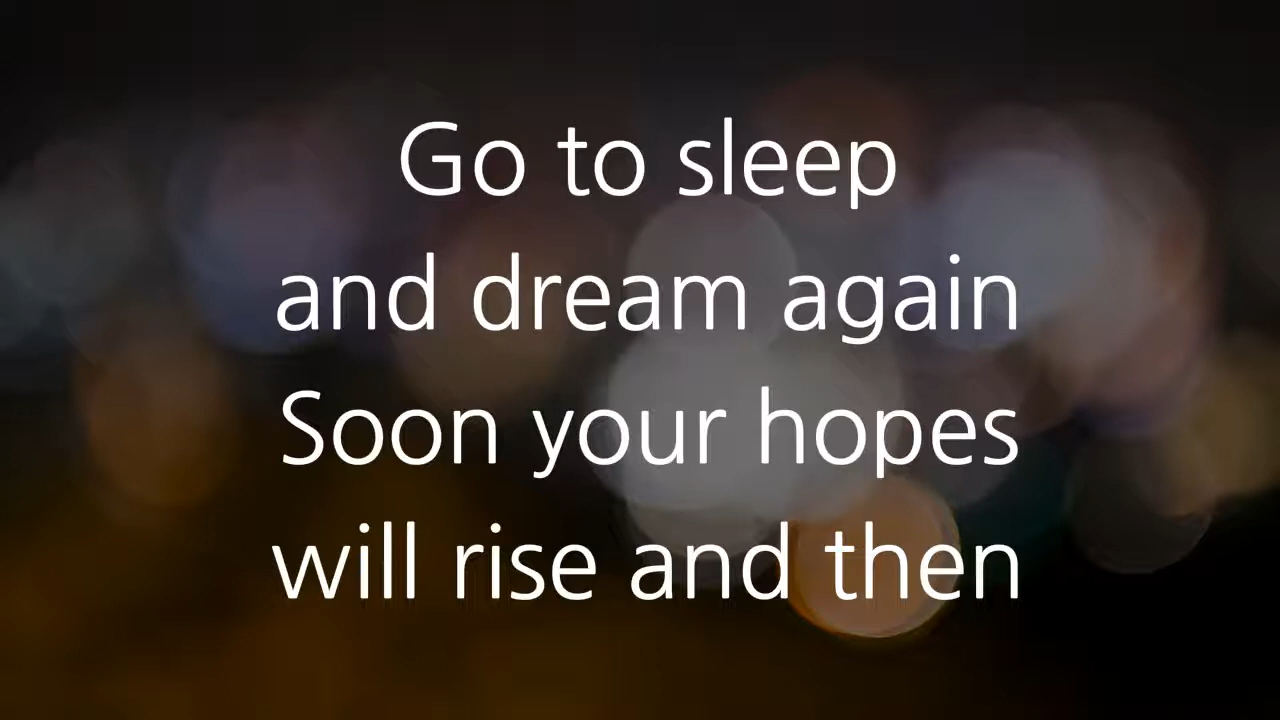 Go to sleep
and dream again
Soon your hopes
will rise and then